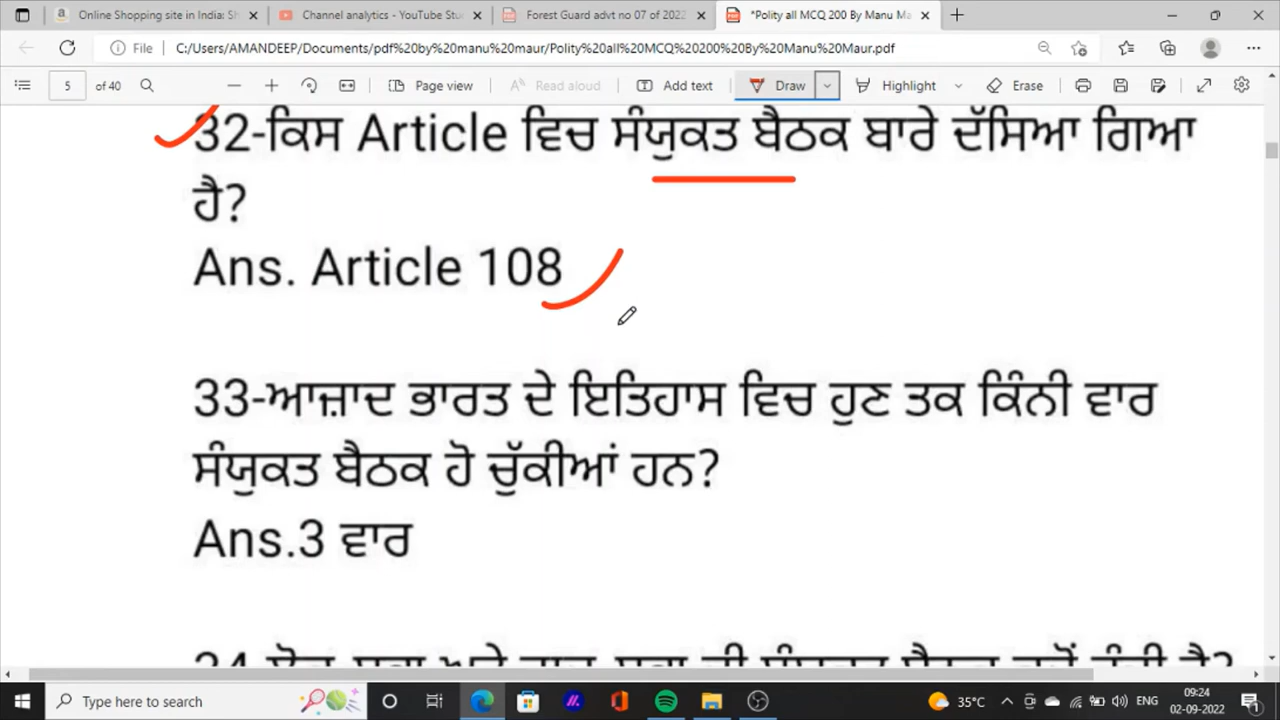 Online Shopping site in India: Sh
Channel analytics - YouTube Stu
Forest Guard advt no 07 of 2022
*Polity all MCQ 200 By Manu Ma
File
C:/Users/AMANDEEP/Documents/pdf%20by%20manu%20maur/Polity%20all%20MCQ%20200%20By%20Manu%20Maur.pdf
5 of 40
Page view
Read aloud
Add text
Draw
Highlight
Erase
32-ਕਿਸ Article ਵਿਚ ਸੰਯੁਕਤ ਬੈਠਕ ਬਾਰੇ ਦੱਸਿਆ ਗਿਆ
ਹੈ?
Ans. Article 108
33-ਆਜ਼ਾਦ ਭਾਰਤ ਦੇ ਇਤਿਹਾਸ ਵਿਚ ਹੁਣ ਤਕ ਕਿੰਨੀ ਵਾਰ
ਸੰਯੁਕਤ ਬੈਠਕ ਹੋ ਚੁੱਕੀਆਂ ਹਨ?
Ans.3 ਵਾਰ
Type here to search
35°C
ENG
09:24
02-09-2022